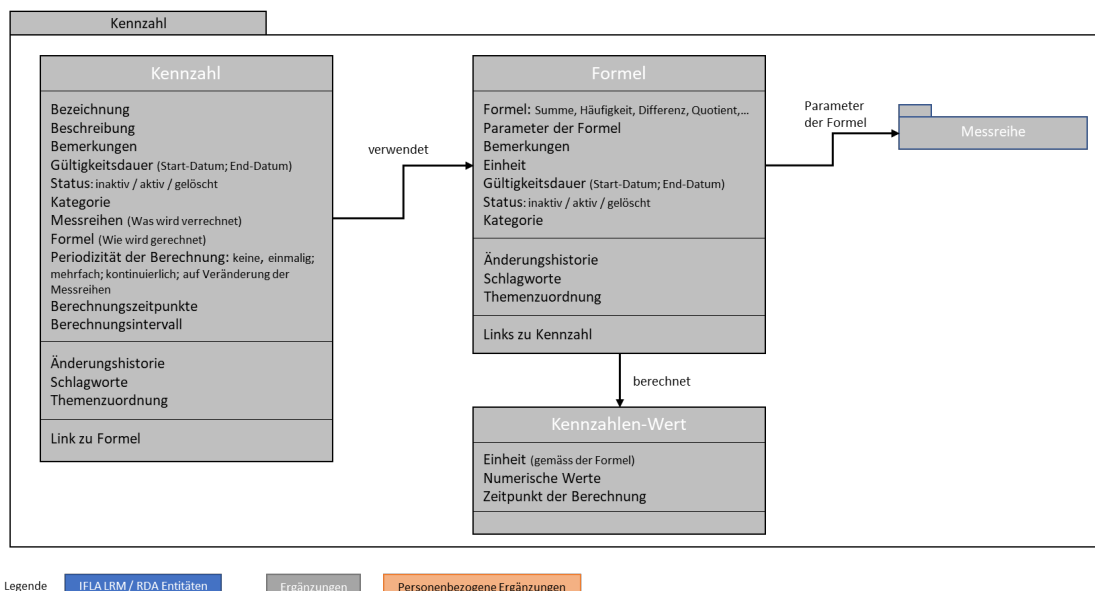 Kennzahl
Kennzahl
Bezeichnung
Beschreibung
Bemerkungen
Gültigkeitsdauer (Start-Datum; End-Datum)
Status: inaktiv / aktiv / gelöscht
Kategorie
Messreihen (Was wird verrechnet)
Formel (Wie wird gerechnet)
Periodizität der Berechnung: keine, einmalig;
mehrfach; kontinuierlich; auf Veränderung der
Messreihen
Berechnungszeitpunkte
Berechnungsintervall
Änderungshistorie
Schlagworte
Themenzuordnung
Link zu Formel
verwendet
Formel
Formel: Summe, Häufigkeit, Differenz, Quotient,...
Parameter der Formel
Bemerkungen
Einheit
Gültigkeitsdauer (Start-Datum; End-Datum)
Status: inaktiv / aktiv / gelöscht
Kategorie
Änderungshistorie
Schlagworte
Themenzuordnung
Links zu Kennzahl
Parameter
der Formel
Messreihe
berechnet
Kennzahlen-Wert
Einheit (gemäss der Formel)
Numerische Werte
Zeitpunkt der Berechnung
Legende
IFLA LRM / RDA Entitäten
Ergänzungen
Personenbezogene Ergänzungen